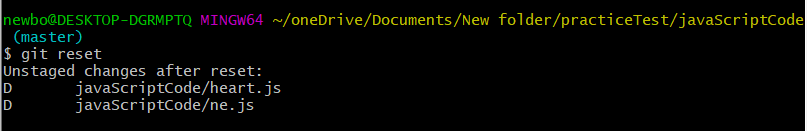 newbo@DESKTOP-DGRMPTQ MINGW64 ~/oneDrive/Documents/New folder/practiceTest/javaScriptCode
(master)
$ git reset
Unstaged changes after reset:
D       javaScriptCode/heart.js
D       javaScriptCode/ne.js